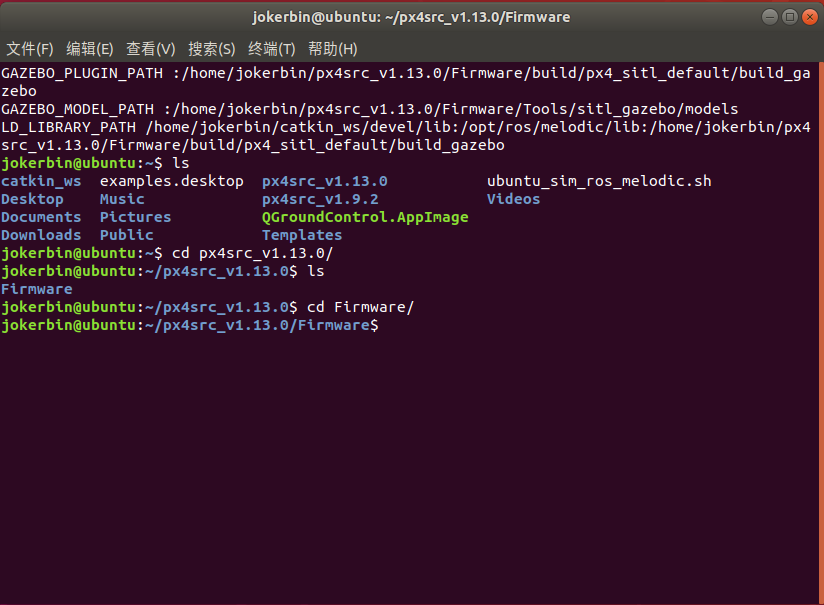 jokerbin@ubuntu: ~/px4src_v1.13.0/Firmware
文件(F) 编辑(E) 查看(V) 搜索(S) 终端(T) 帮助(H)
GAZEBO_PLUGIN_PATH :/home/jokerbin/px4src_v1.13.0/Firmware/build/px4_sitl_default/build_ga
zebo
GAZEBO_MODEL_PATH :/home/jokerbin/px4src_v1.13.0/Firmware/Tools/sitl_gazebo/models
LD_LIBRARY_PATH /home/jokerbin/catkin_ws/devel/lib:/opt/ros/melodic/lib:/home/jokerbin/px4
src_v1.13.0/Firmware/build/px4_sitl_default/build_gazebo
jokerbin@ubuntu:~$ ls
catkin_ws  examples.desktop  px4src_v1.13.0           ubuntu_sim_ros_melodic.sh
Desktop    Music             px4src_v1.9.2            Videos
Documents  Pictures          QGroundControl.AppImage
Downloads  Public            Templates
jokerbin@ubuntu:~$ cd px4src_v1.13.0/
jokerbin@ubuntu:~/px4src_v1.13.0$ ls
Firmware
jokerbin@ubuntu:~/px4src_v1.13.0$ cd Firmware/
jokerbin@ubuntu:~/px4src_v1.13.0/Firmware$